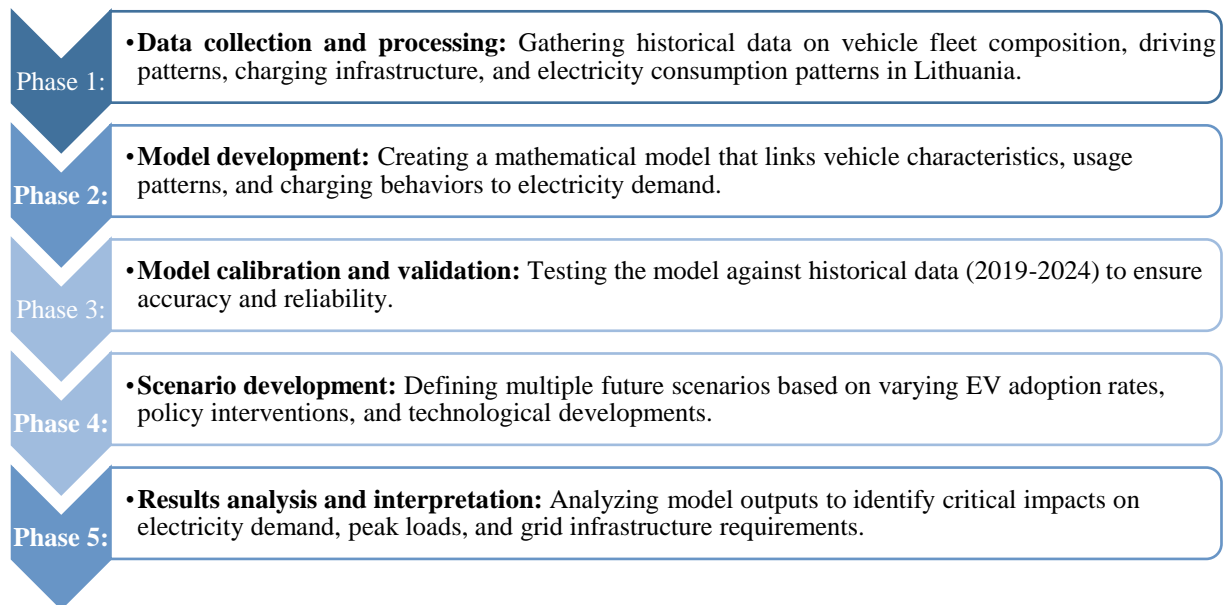 Phase 1:
•Data collection and processing: Gathering historical data on vehicle fleet composition, driving
patterns, charging infrastructure, and electricity consumption patterns in Lithuania.
Phase 2:
•Model development: Creating a mathematical model that links vehicle characteristics, usage
patterns, and charging behaviors to electricity demand.
Phase 3:
•Model calibration and validation: Testing the model against historical data (2019-2024) to ensure
accuracy and reliability.
Phase 4:
•Scenario development: Defining multiple future scenarios based on varying EV adoption rates,
policy interventions, and technological developments.
Phase 5:
•Results analysis and interpretation: Analyzing model outputs to identify critical impacts on
electricity demand, peak loads, and grid infrastructure requirements.